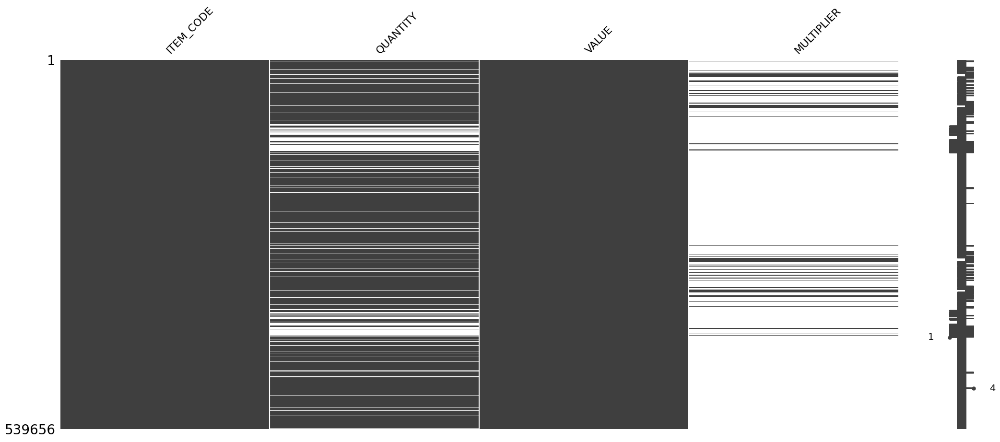 ITEM_CODE
QUANTITY
VALUE
MULTIPLIER
1
539656
1
4